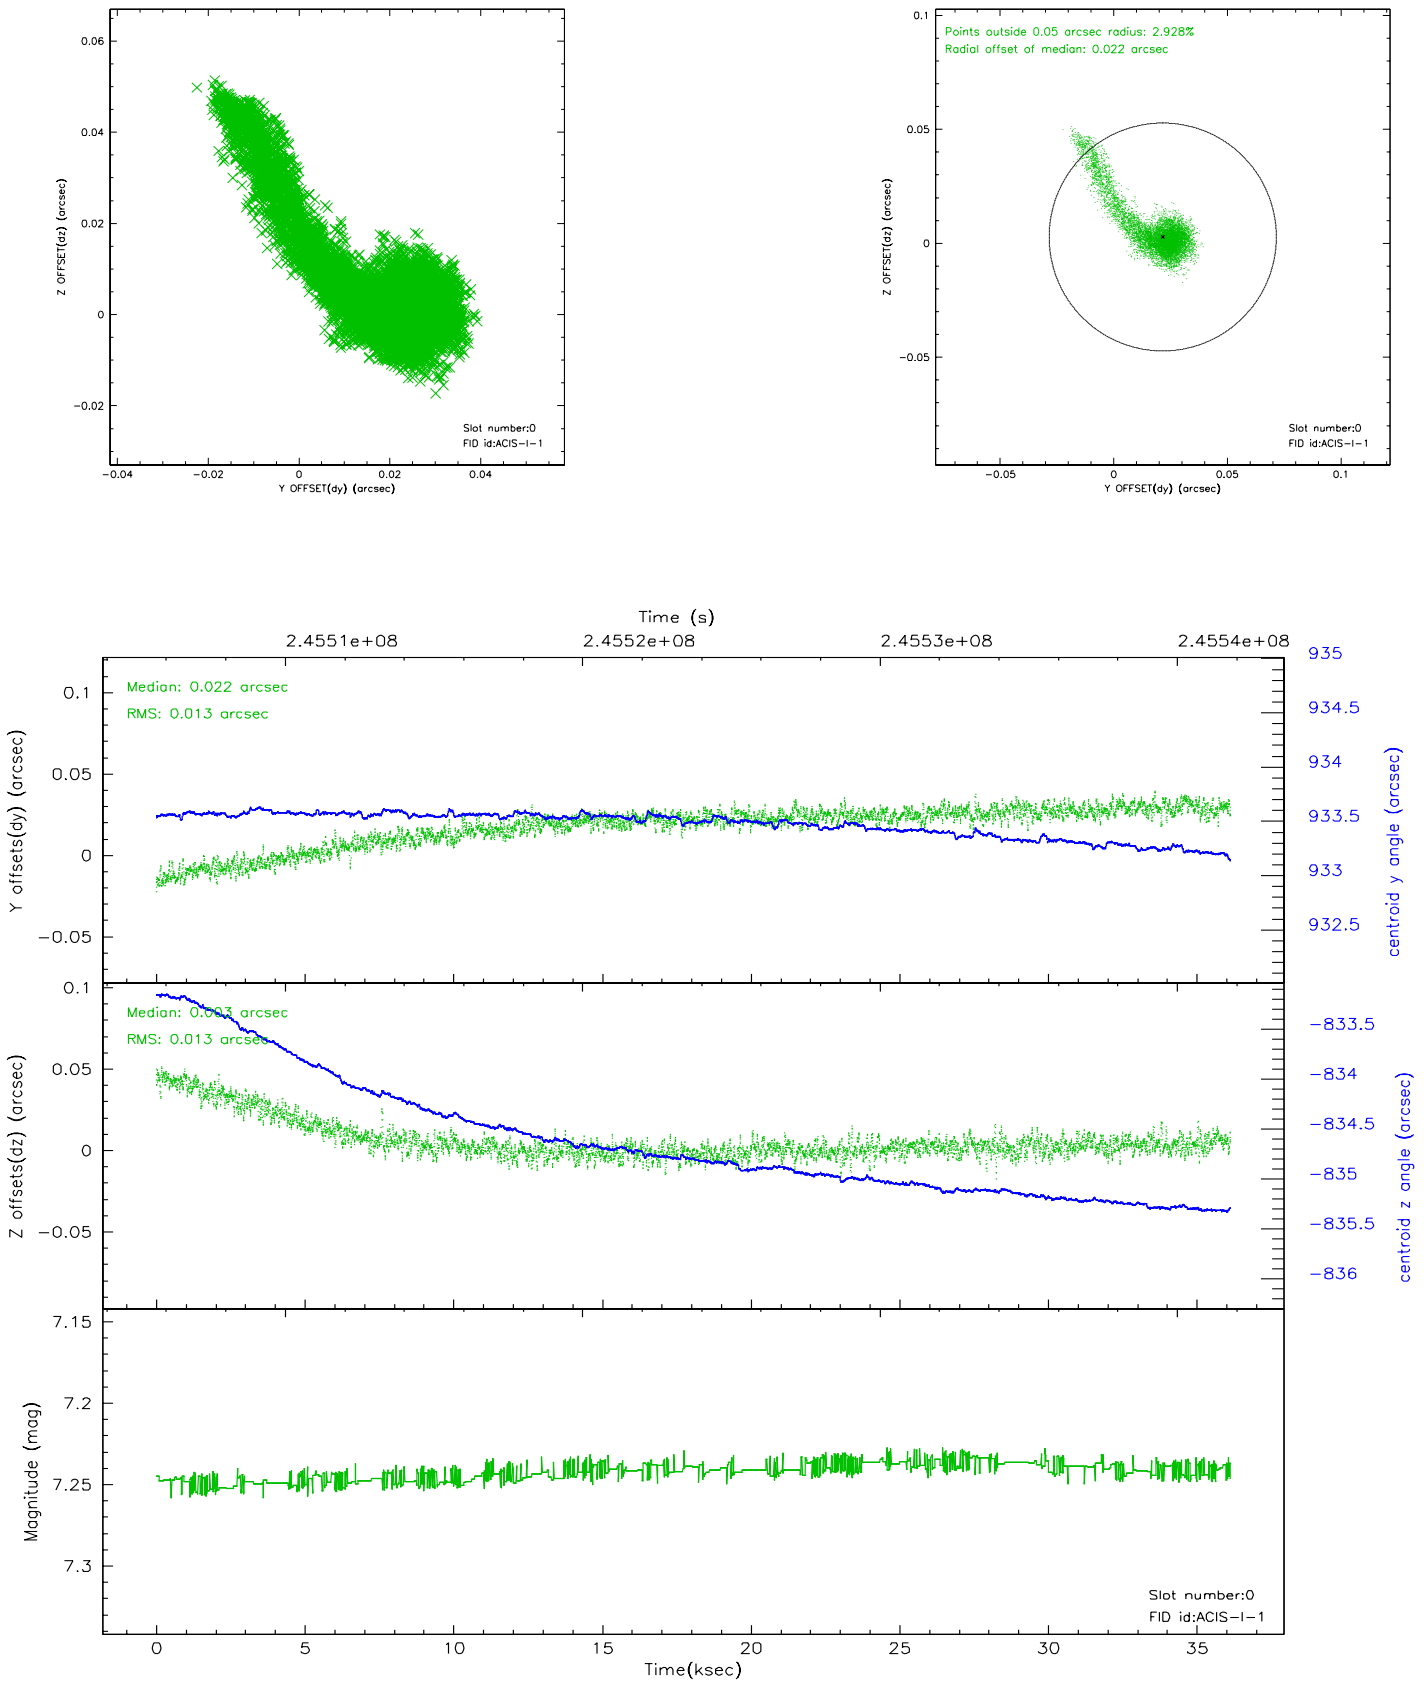 0.06
0.04
0.02
0
-0.02
Z OFFSET(dz) (arcsec)
Slot number:0
FID id:ACIS-I-1
-0.04 -0.02 0 0.02 0.04
Y OFFSET(dy) (arcsec)
Points outside 0.05 arcsec radius: 2.928%
Radial offset of median: 0.022 arcsec
0.1
0.05
0
-0.05
Z OFFSET(dz) (arcsec)
Slot number:0
FID id:ACIS-I-1
-0.05 0 0.05 0.1
Y OFFSET(dy) (arcsec)
Time (s)
2.4551e+08 2.4552e+08 2.4553e+08 2.4554e+08
Median: 0.022 arcsec
RMS: 0.013 arcsec
0.1
0.05
0
-0.05
Y offsets(dy) (arcsec)
935
934.5
934
933.5
933
932.5
centroid y angle (arcsec)
Median: 0.003 arcsec
RMS: 0.013 arcsec
0.1
0.05
0
-0.05
Z offsets(dz) (arcsec)
-833.5
-834
-834.5
-835
-835.5
-836
centroid z angle (arcsec)
7.15
7.2
7.25
7.3
Magnitude (mag)
Slot number:0
FID id:ACIS-I-1
0 5 10 15 20 25 30 35
Time(ksec)